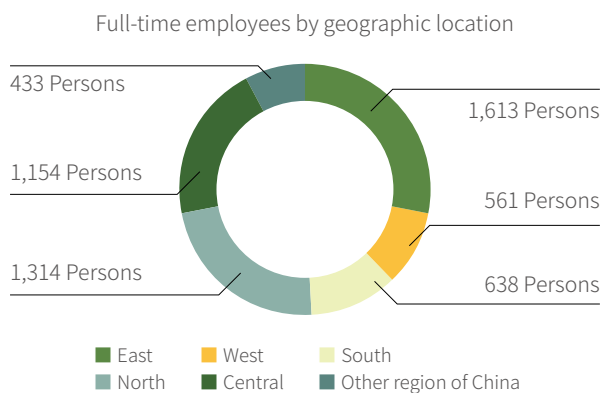 Full-time employees by geographic location
433 Persons
1,613 Persons
1,154 Persons
561 Persons
1,314 Persons
638 Persons
East West South
North Central Other region of China